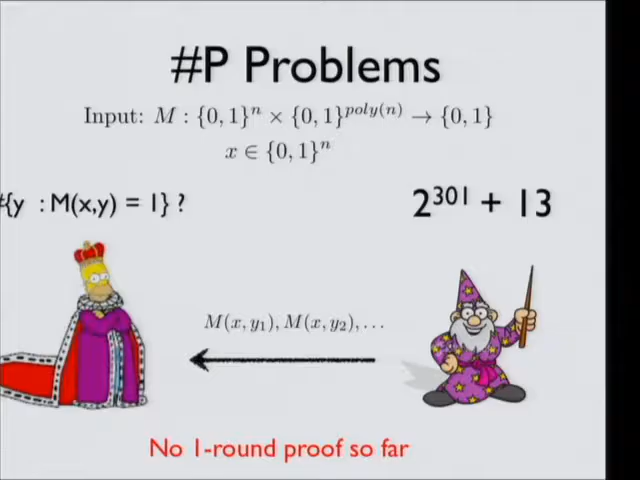 #P Problems
Input: M : {0, 1}^n × {0, 1}^{poly(n)} → {0, 1}
x ∈ {0, 1}^n
#{y : M(x,y) = 1} ?
2^{301} + 13
M(x, y_1), M(x, y_2), . . .
No 1-round proof so far